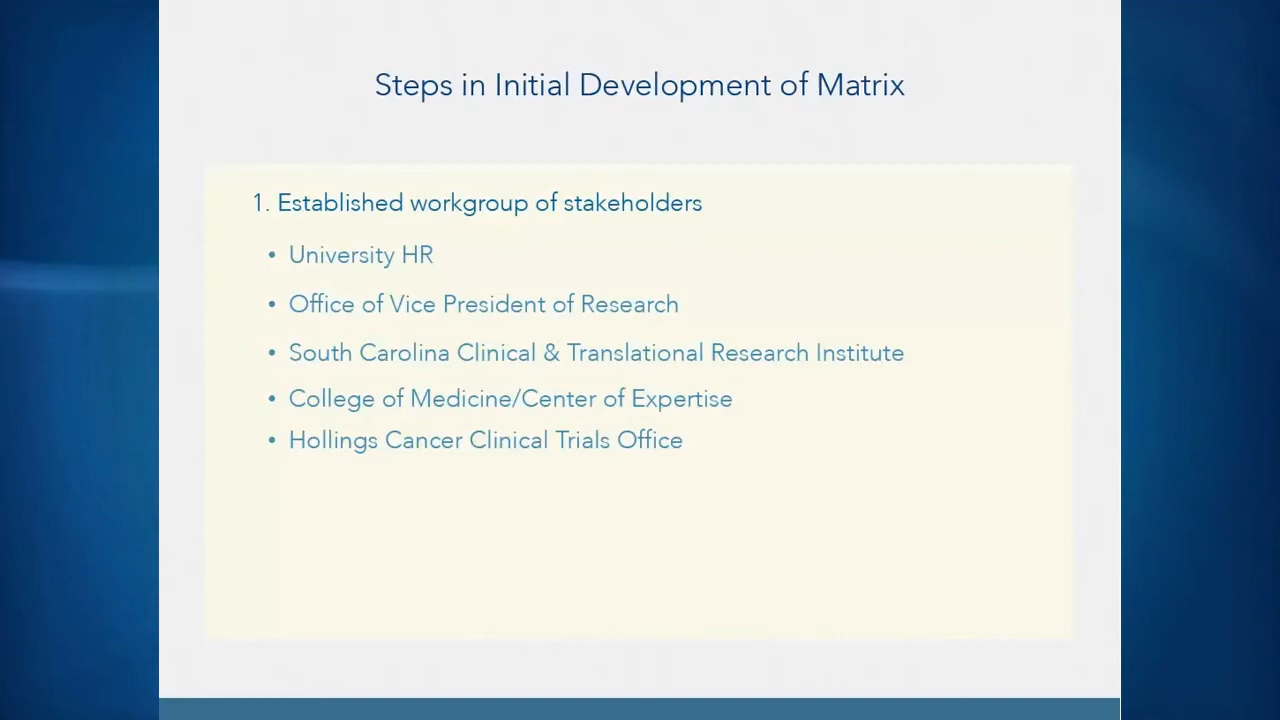 Steps in Initial Development of Matrix
1. Established workgroup of stakeholders
• University HR
• Office of Vice President of Research
• South Carolina Clinical & Translational Research Institute
• College of Medicine/Center of Expertise
• Hollings Cancer Clinical Trials Office